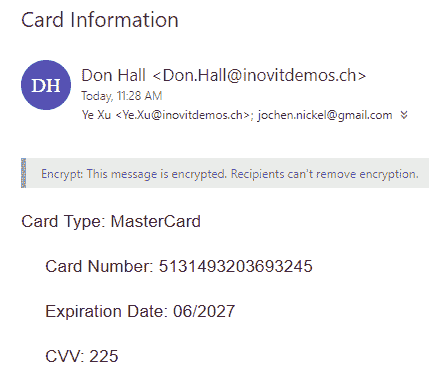 Card Information
DH
Don Hall <Don.Hall@inovitdemos.ch>
Today, 11:28 AM
Ye Xu <Ye.Xu@inovitdemos.ch>; jochen.nickel@gmail.com
Encrypt: This message is encrypted. Recipients can't remove encryption.
Card Type: MasterCard
Card Number: 5131493203693245
Expiration Date: 06/2027
CVV: 225